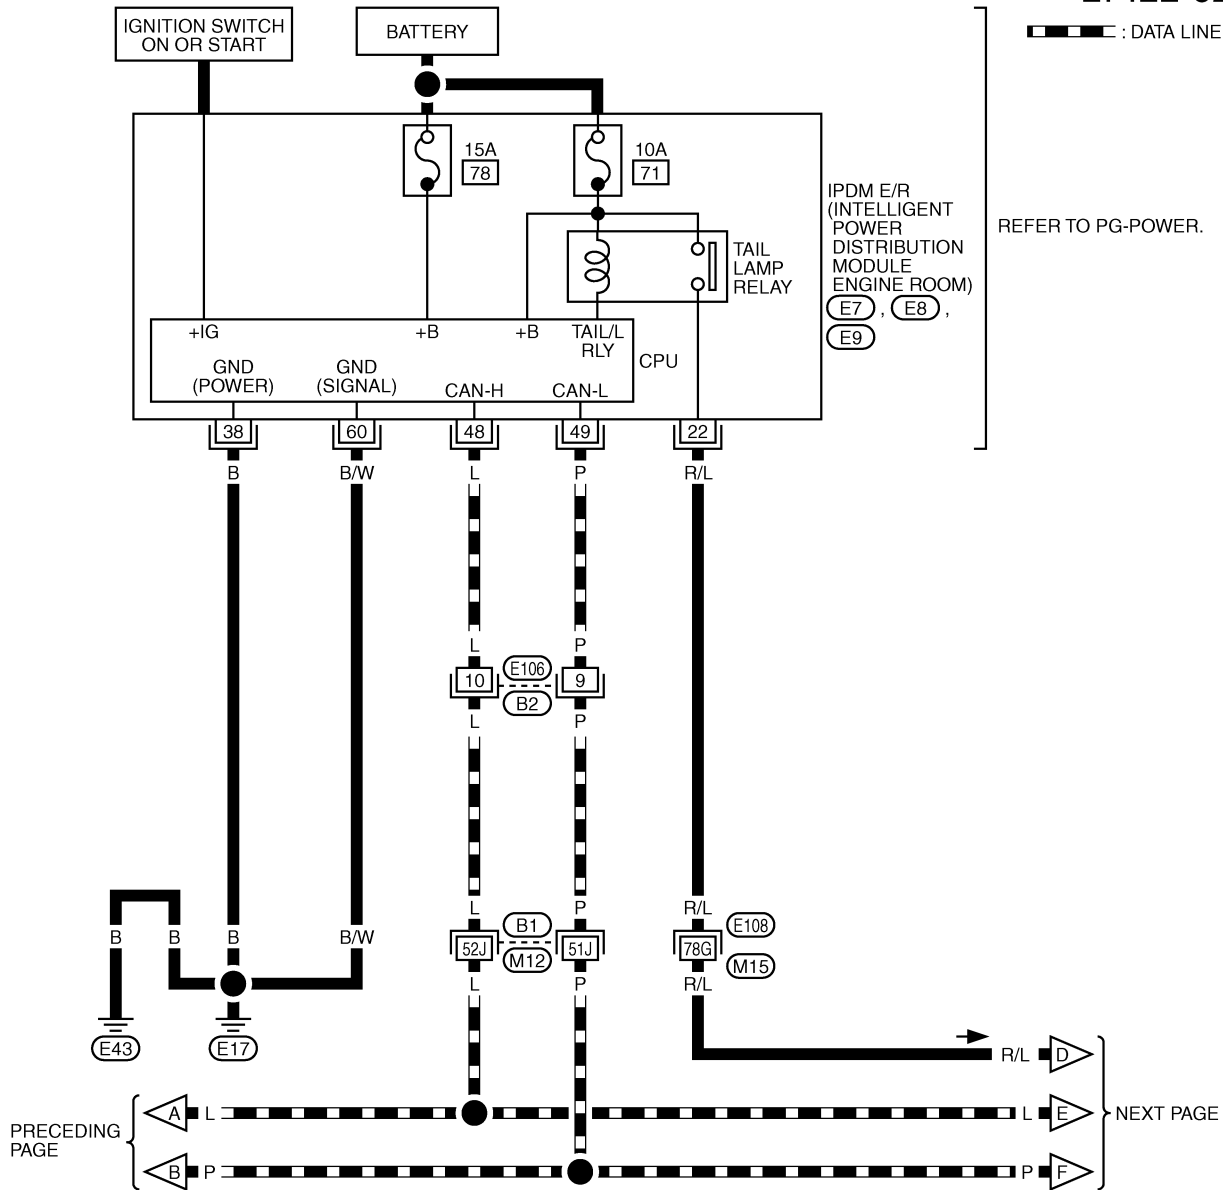 IGNITION SWITCH
ON OR START
BATTERY
: DATA LINE
15A
78
10A
71
IPDM E/R
(INTELLIGENT
POWER
DISTRIBUTION
MODULE
ENGINE ROOM)
E7 , E8 ,
E9
REFER TO PG-POWER.
TAIL
LAMP
RELAY
+IG
+B
+B
TAIL/L
RLY
CPU
GND
(POWER)
GND
(SIGNAL)
CAN-H
CAN-L
38
60
48
49
22
B
B/W
L
P
R/L
L
P
10
E106
9
B2
L
P
L
P
R/L
B1
E108
52J
51J
78G
M12
M15
B
B
B
B/W
L
P
R/L
E43
E17
R/L
D
A
L
L
E
NEXT PAGE
PRECEDING
PAGE
B
P
P
F